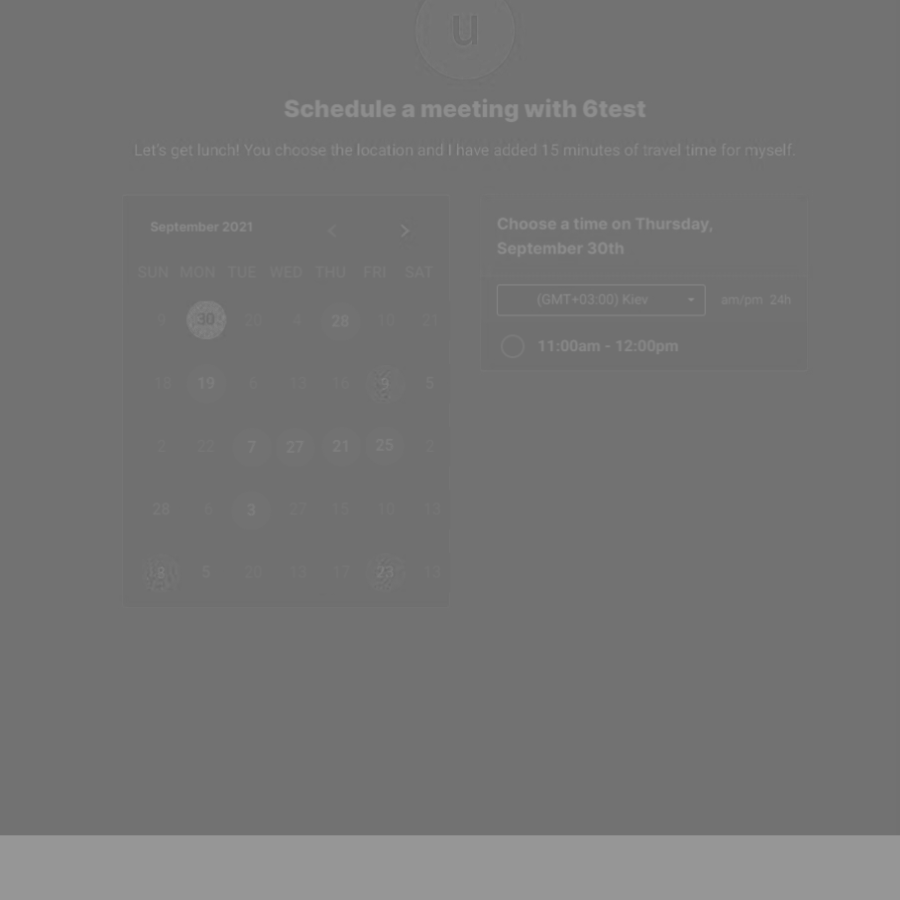 u
Schedule a meeting with 6test
Let's get lunch! You choose the location and I have added 15 minutes of travel time for myself.
September 2021 < >
SUN MON TUE WED THU FRI SAT
9 30 20 4 28 10 21
18 19 6 13 16 9 5
2 22 7 27 21 25 2
28 3 27 15 10
5 20 13 17 23 13
Choose a time on Thursday,
September 30th
(GMT+03:00) Kiev am/pm 24h
11:00am - 12:00pm